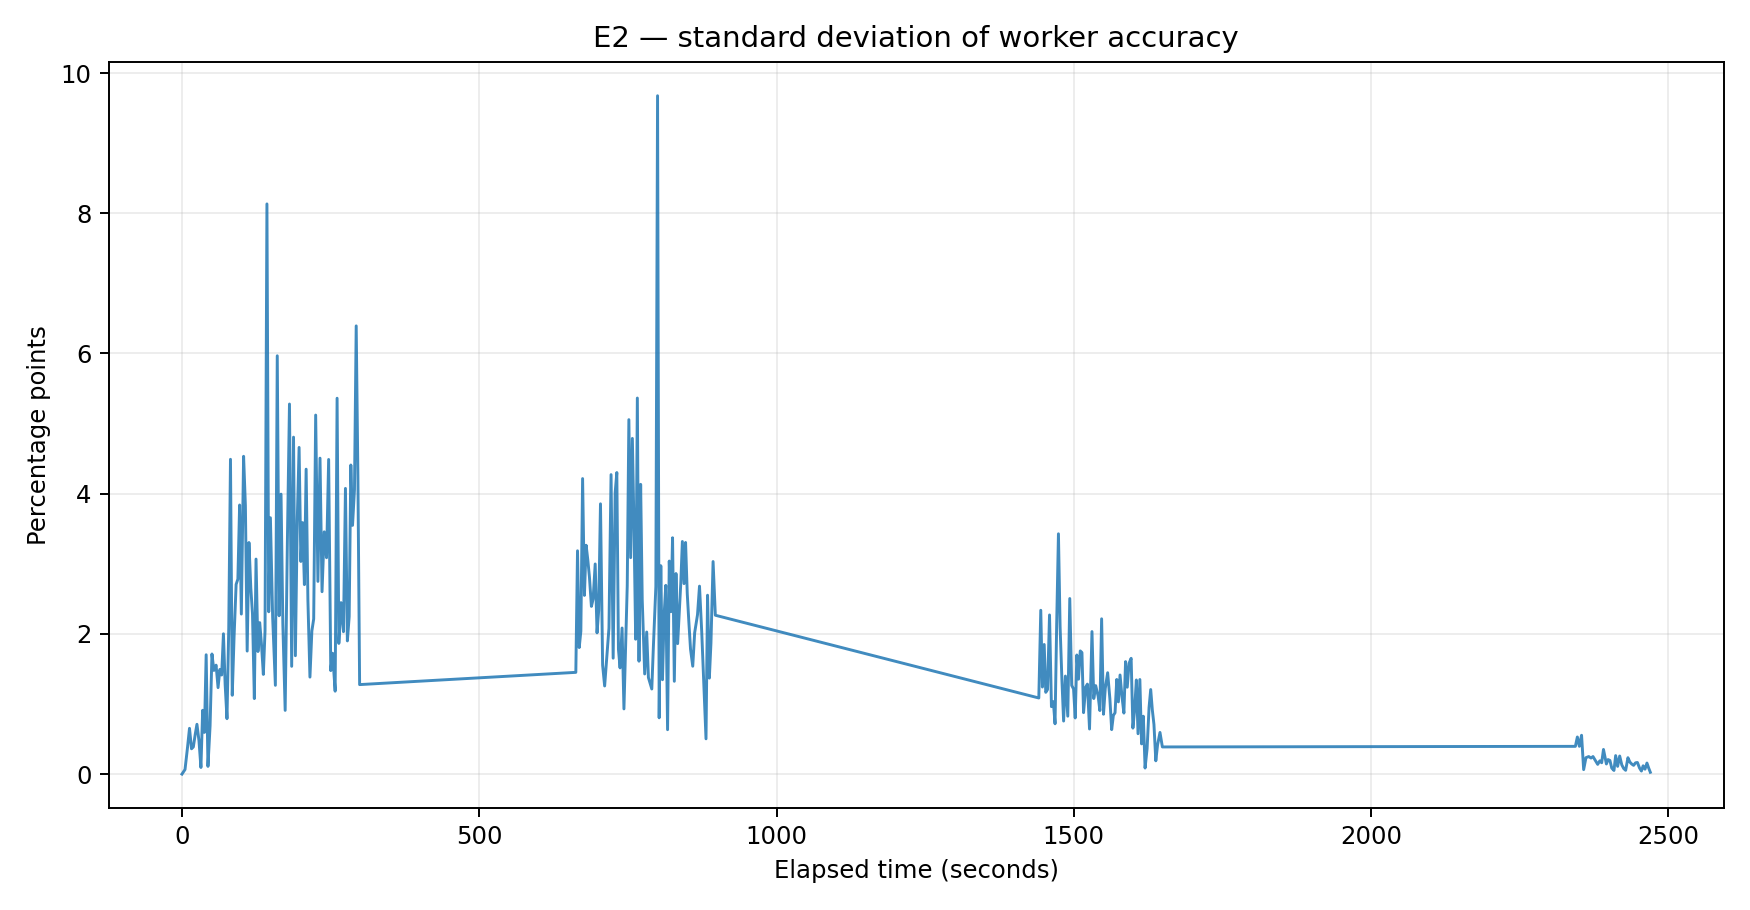 E2 — standard deviation of worker accuracy
10
8
6
4
2
0
Percentage points
0 500 1000 1500 2000 2500
Elapsed time (seconds)